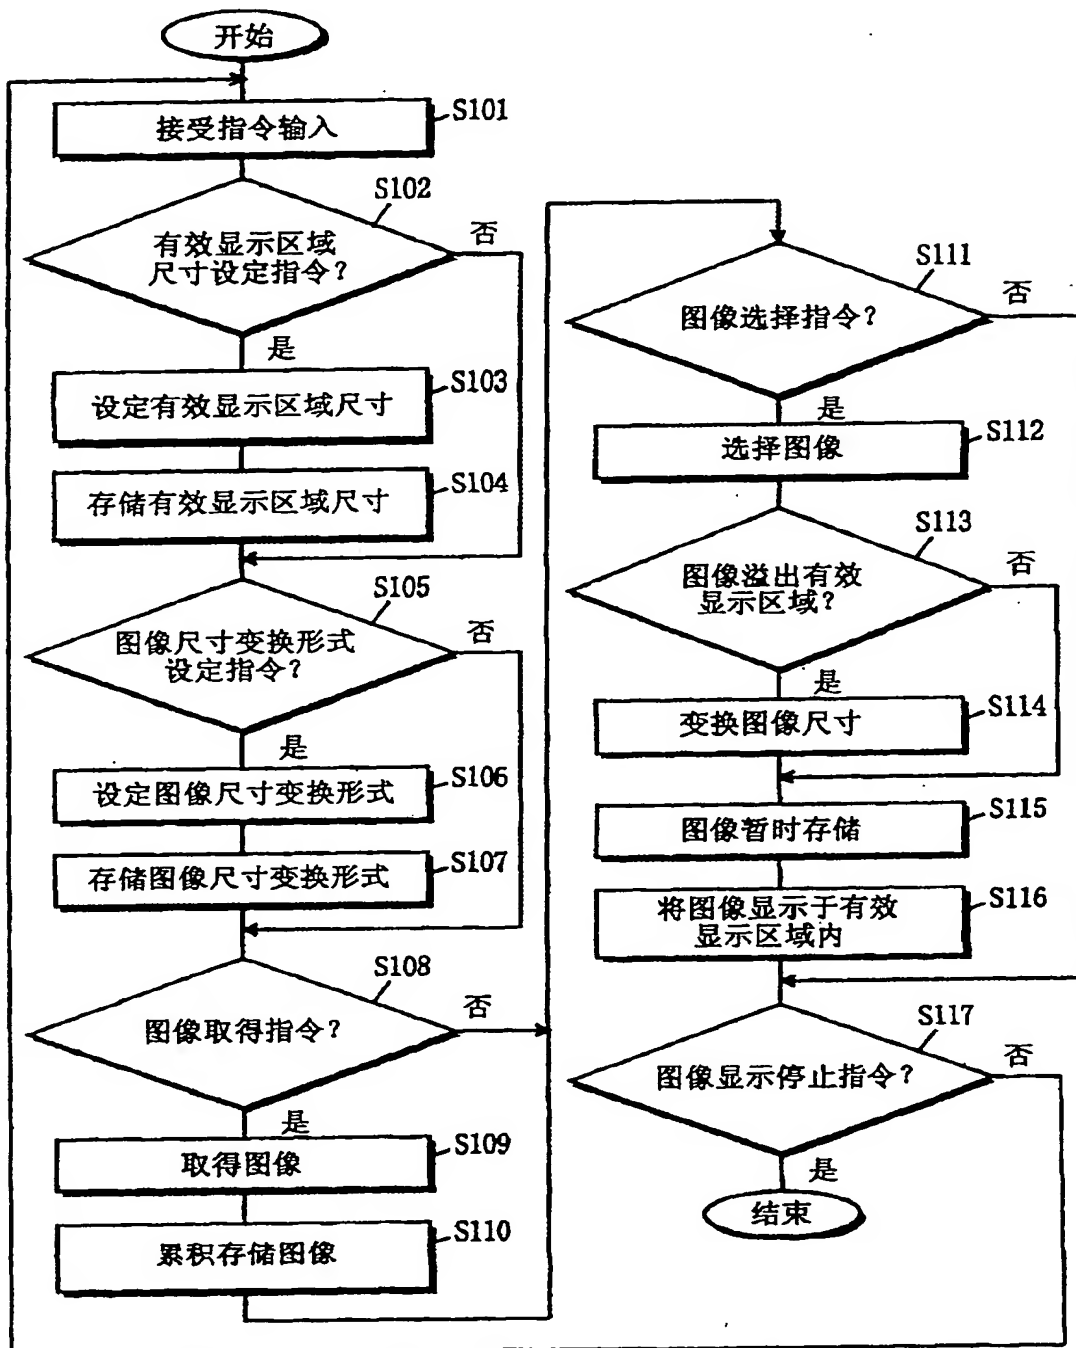 开始
接受指令输入
S101
S102
有效显示区域
尺寸设定指令？
否
是
设定有效显示区域尺寸
S103
存储有效显示区域尺寸
S104
S105
图像尺寸变换形式
设定指令？
否
是
设定图像尺寸变换形式
S106
存储图像尺寸变换形式
S107
S108
图像取得指令？
否
是
取得图像
S109
累积存储图像
S110
S111
图像选择指令？
否
是
选择图像
S112
S113
图像溢出有效
显示区域？
否
是
变换图像尺寸
S114
图像暂时存储
S115
将图像显示于有效
显示区域内
S116
S117
图像显示停止指令？
否
是
结束